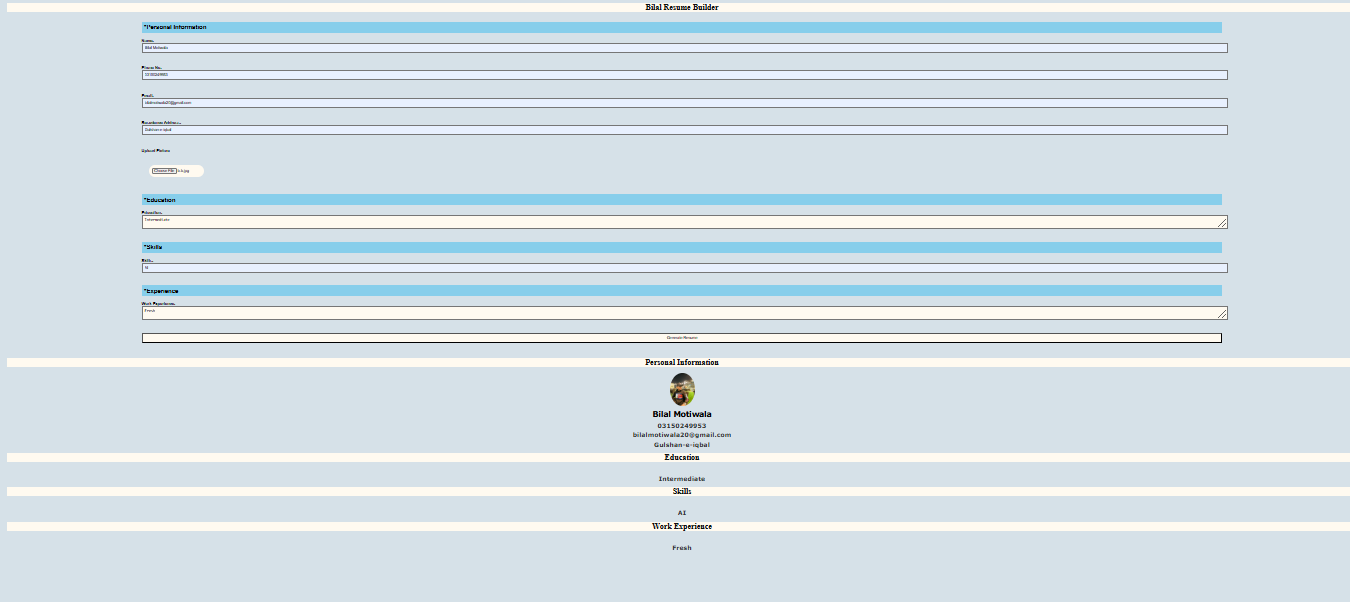 Bilal Resume Builder
*Personal Information
Name:
Bilal Motiwala
Phone No:
03150249953
Email:
bilalmotiwala20@gmail.com
Residence Address:
Gulshan-e-iqbal
Upload Picture
Choose File
*Education
Education:
Intermediate
*Skills
Skills:
AI
*Experience
Work Experience:
Fresh
Generate Resume
Personal Information
Bilal Motiwala
03150249953
bilalmotiwala20@gmail.com
Gulshan-e-iqbal
Education
Intermediate
Skills
AI
Work Experience
Fresh